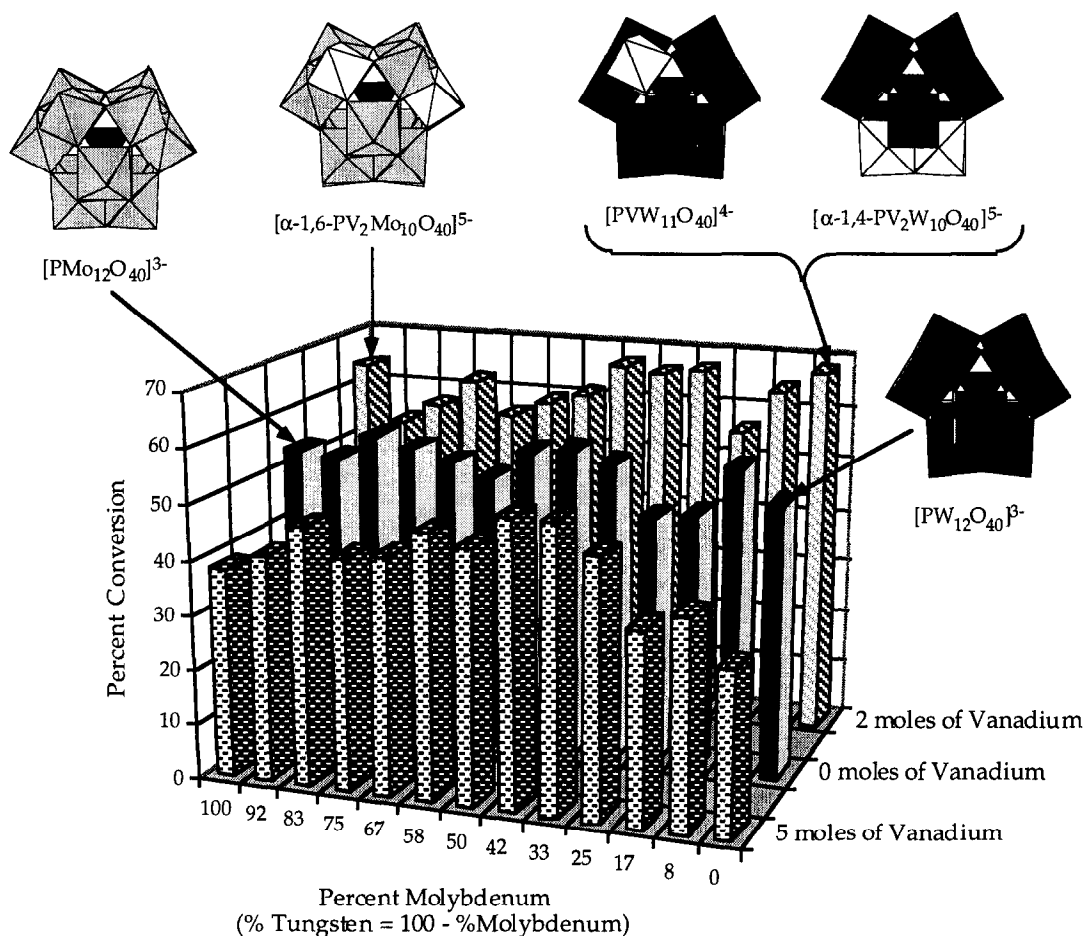 [α-1,6-PV₂Mo₁₀O₄₀]⁵⁻
[PVW₁₁O₄₀]⁴⁻
[α-1,4-PV₂W₁₀O₄₀]⁵⁻
[PMo₁₂O₄₀]³⁻
[PW₁₂O₄₀]³⁻
Percent Conversion
70
60
50
40
30
20
10
0
100
92
83
75
67
58
50
42
33
25
17
8
0
2 moles of Vanadium
0 moles of Vanadium
5 moles of Vanadium
Percent Molybdenum
(% Tungsten = 100 - %Molybdenum)